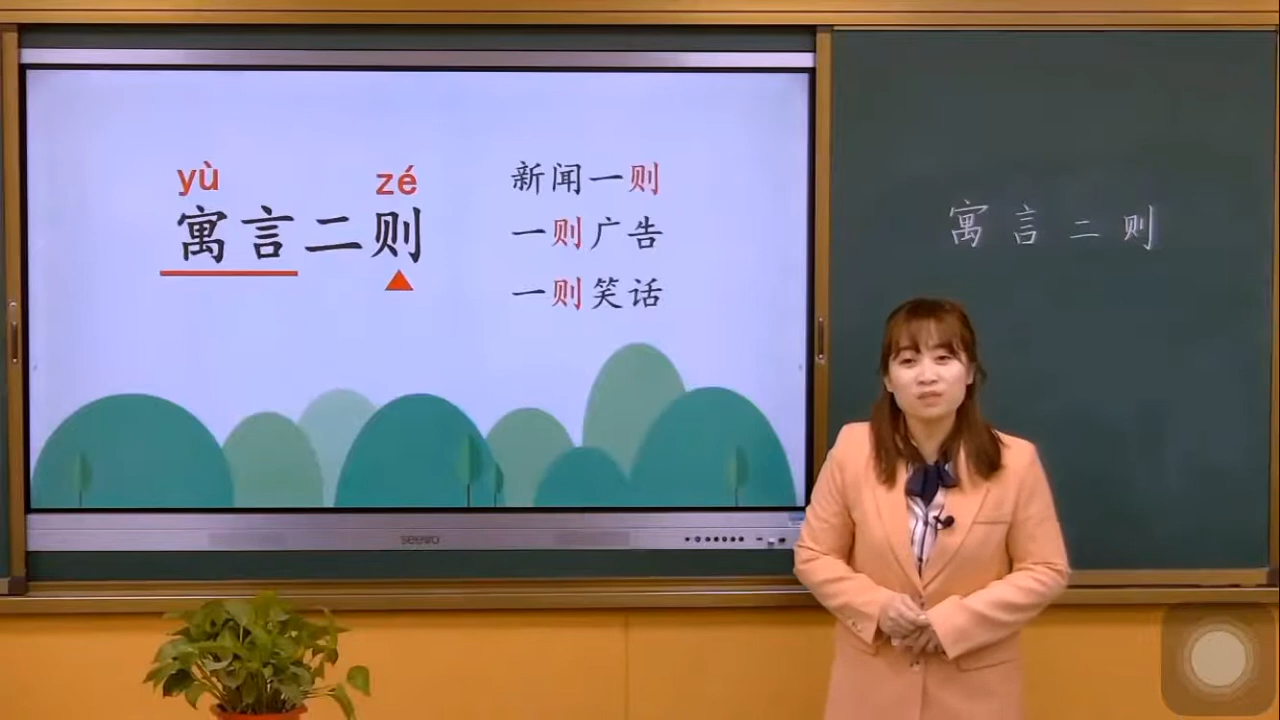 yù zé
寓言二则
新闻一则
一则广告
一则笑话
寓言二则
seewo